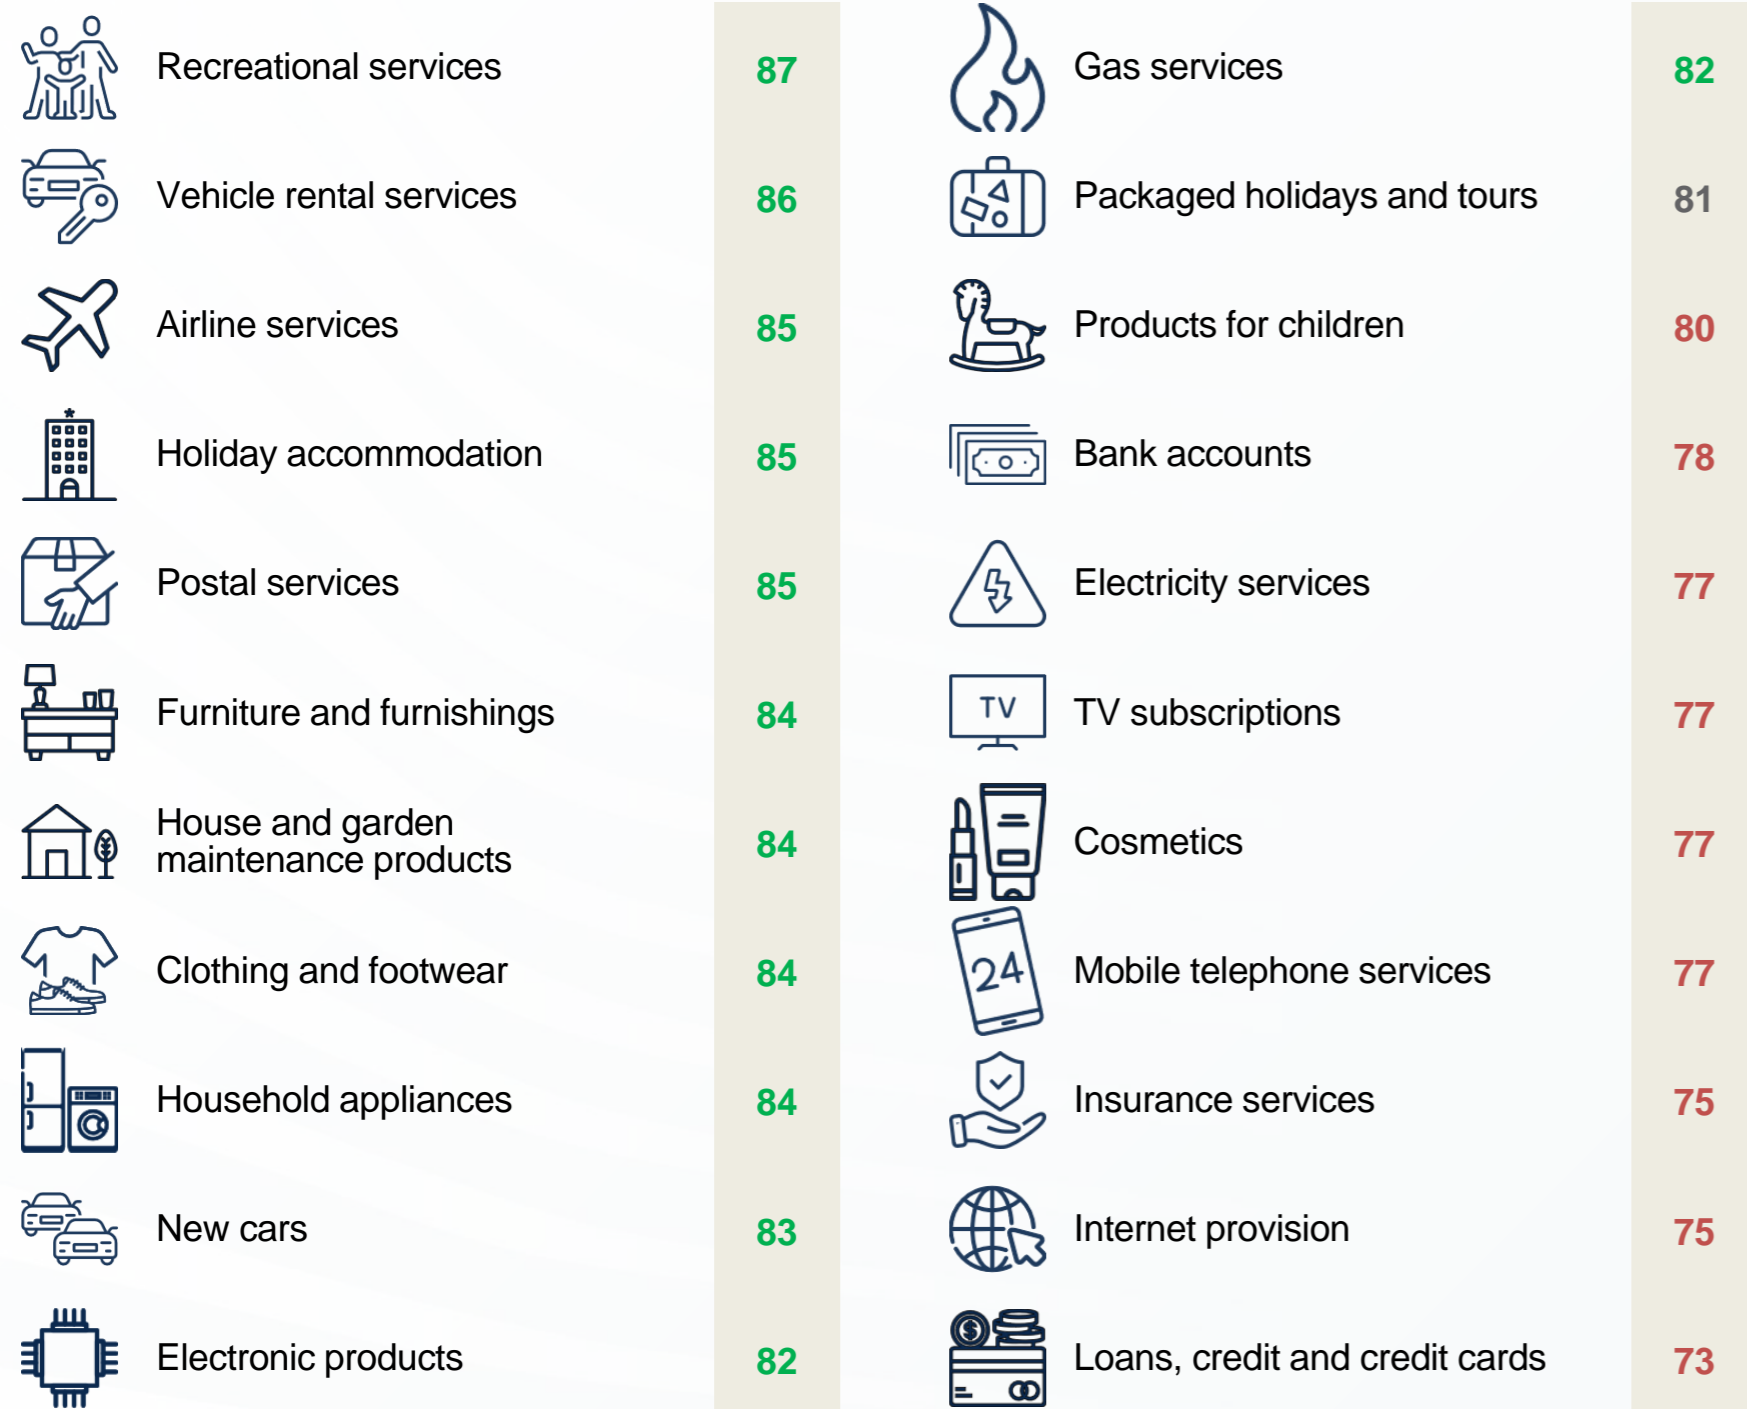 Recreational services 87
Vehicle rental services 86
Airline services 85
Holiday accommodation 85
Postal services 85
Furniture and furnishings 84
House and garden
maintenance products 84
Clothing and footwear 84
Household appliances 84
New cars 83
Electronic products 82
Gas services 82
Packaged holidays and tours 81
Products for children 80
Bank accounts 78
Electricity services 77
TV TV subscriptions 77
Cosmetics 77
24 Mobile telephone services 77
Insurance services 75
Internet provision 75
$ Loans, credit and credit cards 73